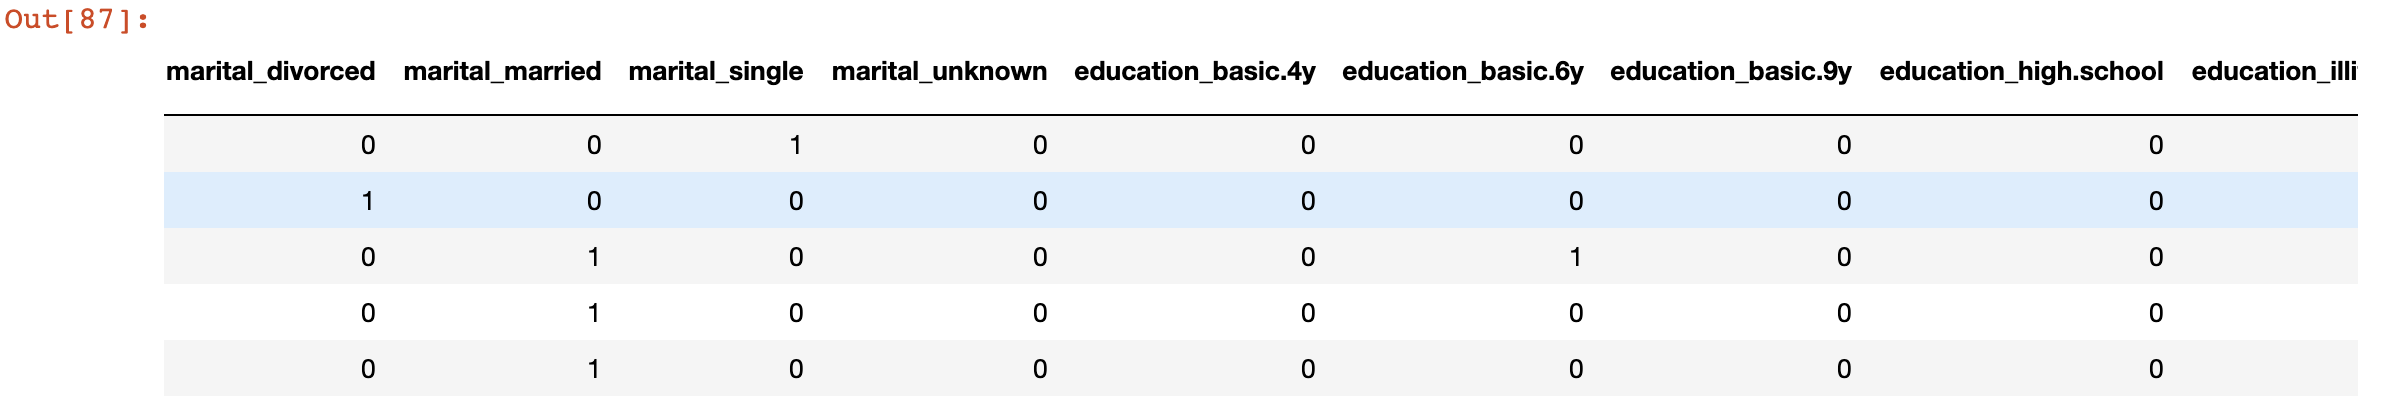 Out[87]:
marital_divorced marital_married marital_single marital_unknown education_basic.4y education_basic.6y education_basic.9y education_high.school education_illi
0 0 1 0 0 0 0 0
1 0 0 0 0 0 0 0
0 1 0 0 0 1 0 0
0 1 0 0 0 0 0 0
0 1 0 0 0 0 0 0